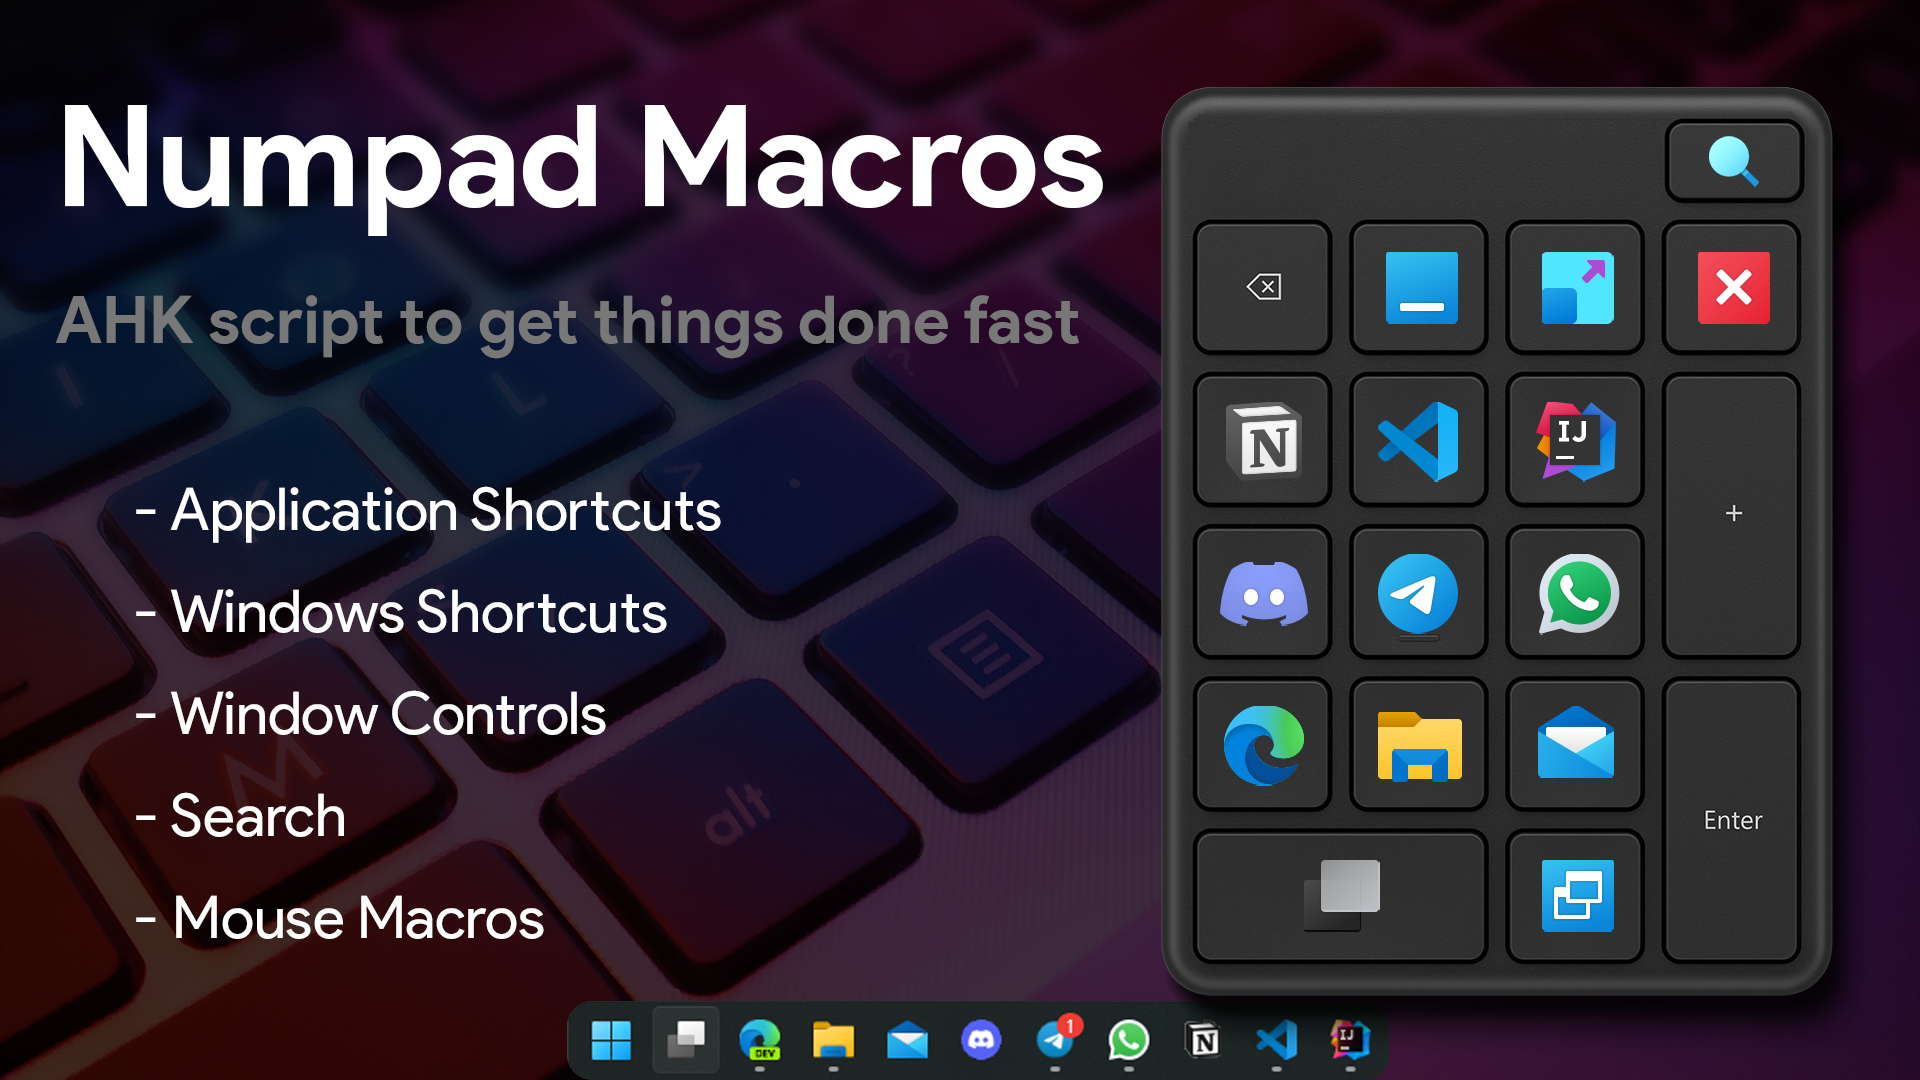 Numpad Macros
AHK script to get things done fast
- Application Shortcuts
- Windows Shortcuts
- Window Controls
- Search
- Mouse Macros
N
IJ
+
Enter
L
? /
M
alt
DEV
1
N
IJ